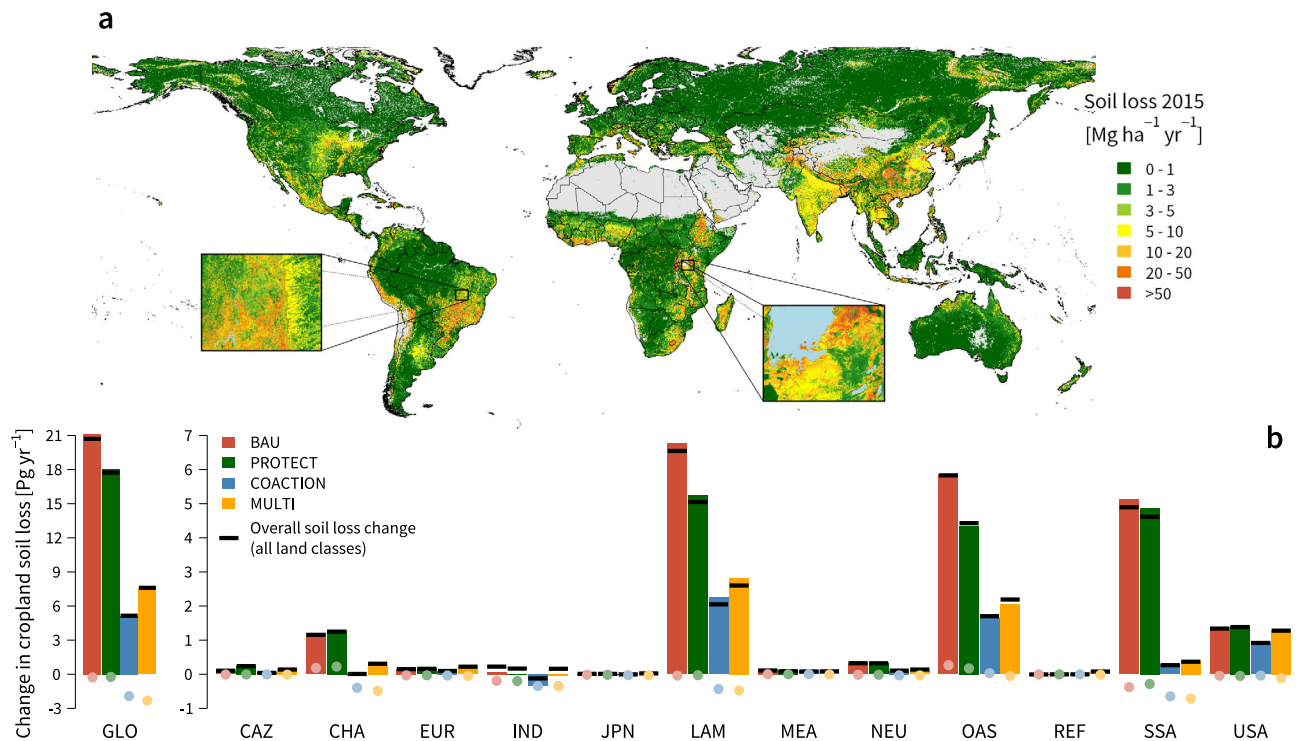 a
Soil loss 2015
[Mg ha⁻¹ yr⁻¹]
0 - 1
1 - 3
3 - 5
5 - 10
10 - 20
20 - 50
>50
b
Change in cropland soil loss [Pg yr⁻¹]
21
18
15
12
9
6
3
0
-3
7
6
5
4
3
2
1
0
-1
BAU
PROTECT
COACTION
MULTI
Overall soil loss change
(all land classes)
GLO CAZ CHA EUR IND JPN LAM MEA NEU OAS REF SSA USA